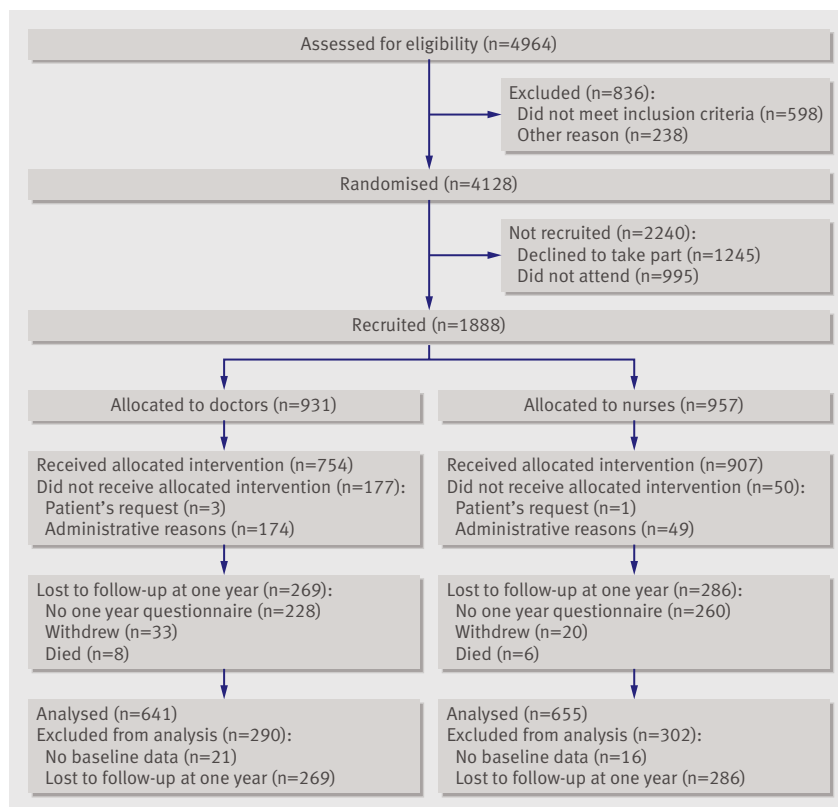 Assessed for eligibility (n=4964)
Excluded (n=836):
Did not meet inclusion criteria (n=598)
Other reason (n=238)
Randomised (n=4128)
Not recruited (n=2240):
Declined to take part (n=1245)
Did not attend (n=995)
Recruited (n=1888)
Allocated to doctors (n=931)
Received allocated intervention (n=754)
Did not receive allocated intervention (n=177):
Patient's request (n=3)
Administrative reasons (n=174)
Lost to follow-up at one year (n=269):
No one year questionnaire (n=228)
Withdrew (n=33)
Died (n=8)
Analysed (n=641)
Excluded from analysis (n=290):
No baseline data (n=21)
Lost to follow-up at one year (n=269)
Allocated to nurses (n=957)
Received allocated intervention (n=907)
Did not receive allocated intervention (n=50):
Patient's request (n=1)
Administrative reasons (n=49)
Lost to follow-up at one year (n=286):
No one year questionnaire (n=260)
Withdrew (n=20)
Died (n=6)
Analysed (n=655)
Excluded from analysis (n=302):
No baseline data (n=16)
Lost to follow-up at one year (n=286)